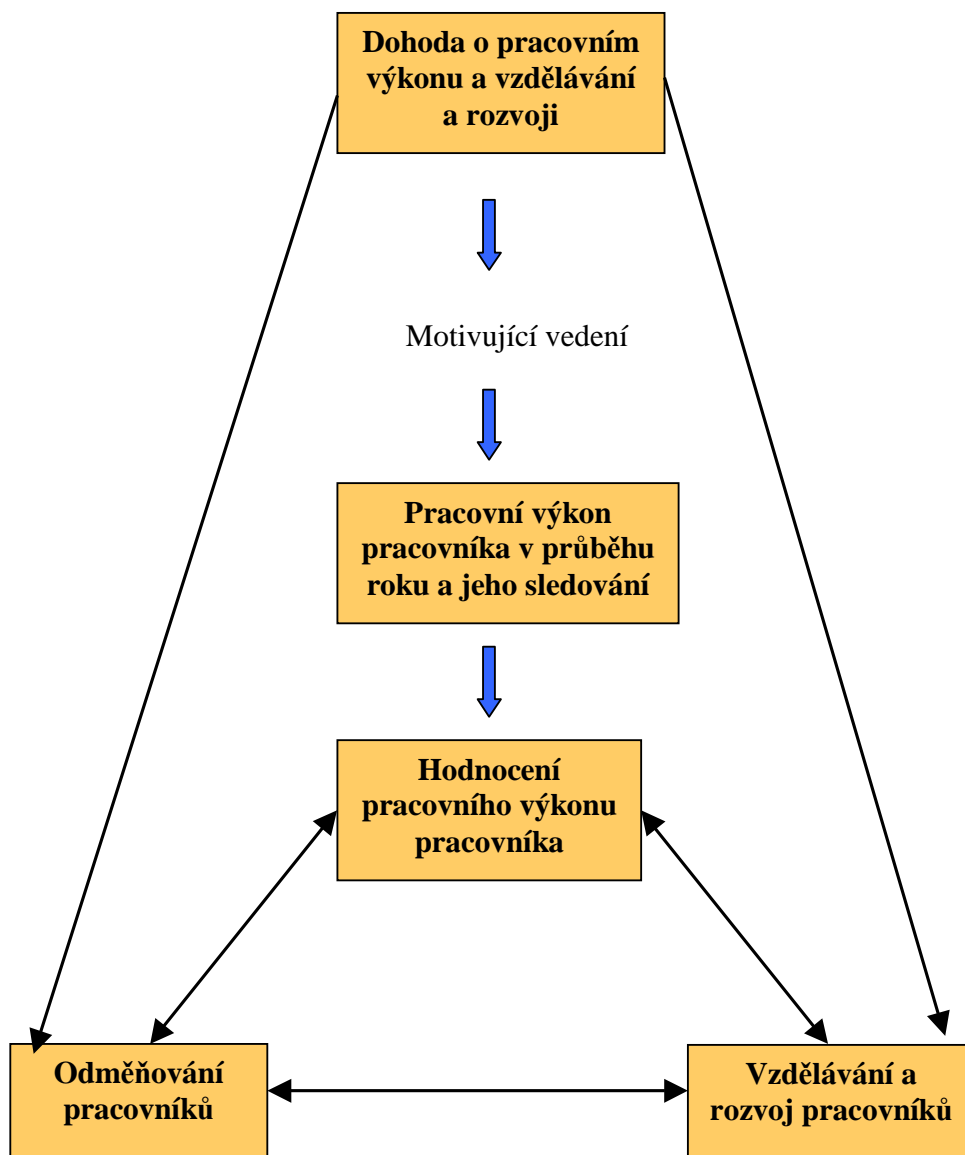 Dohoda o pracovním
výkonu a vzdělávání
a rozvoji
Motivující vedení
Pracovní výkon
pracovníka v průběhu
roku a jeho sledování
Hodnocení
pracovního výkonu
pracovníka
Odměňování
pracovníků
Vzdělávání a
rozvoj pracovníků